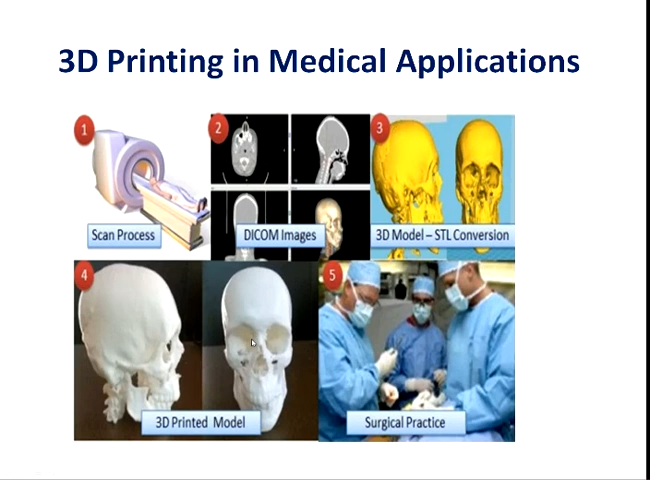 3D Printing in Medical Applications
1
Scan Process
2
DICOM Images
3
3D Model – STL Conversion
4
3D Printed Model
5
Surgical Practice